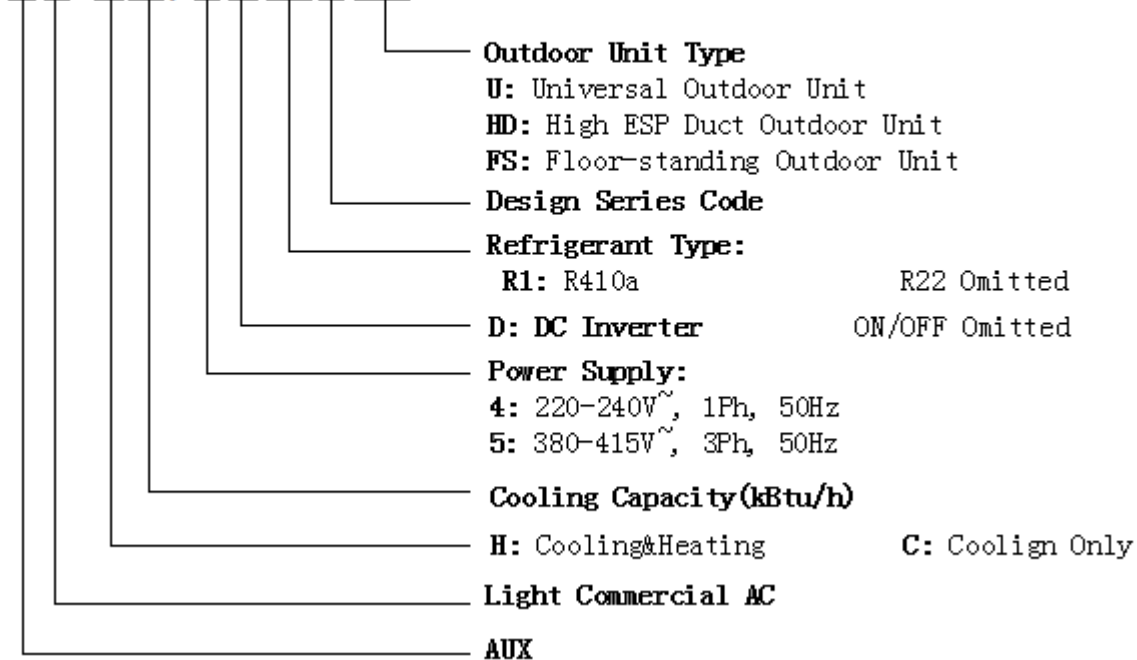 Outdoor Unit Type
U: Universal Outdoor Unit
HD: High ESP Duct Outdoor Unit
FS: Floor-standing Outdoor Unit
Design Series Code
Refrigerant Type:
R1: R410a R22 Omitted
D: DC Inverter ON/OFF Omitted
Power Supply:
4: 220-240V~, 1Ph, 50Hz
5: 380-415V~, 3Ph, 50Hz
Cooling Capacity(kBtu/h)
H: Cooling&Heating C: Coolign Only
Light Commercial AC
AUX